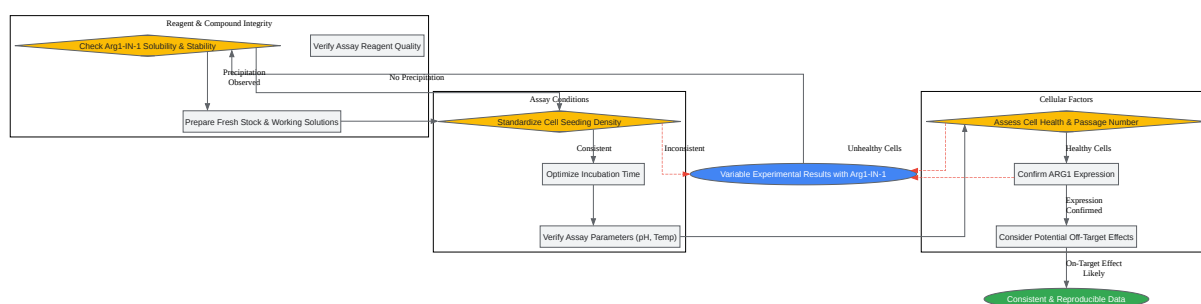 Reagent & Compound Integrity
Check Arg1-IN-1 Solubility & Stability
Verify Assay Reagent Quality
Precipitation
Observed
No Precipitation
Prepare Fresh Stock & Working Solutions
Assay Conditions
Standardize Cell Seeding Density
Consistent
Inconsistent
Optimize Incubation Time
Verify Assay Parameters (pH, Temp)
Variable Experimental Results with Arg1-IN-1
Cellular Factors
Assess Cell Health & Passage Number
Unhealthy Cells
Healthy Cells
Confirm ARG1 Expression
Expression
Confirmed
Consider Potential Off-Target Effects
On-Target Effect
Likely
Consistent & Reproducible Data